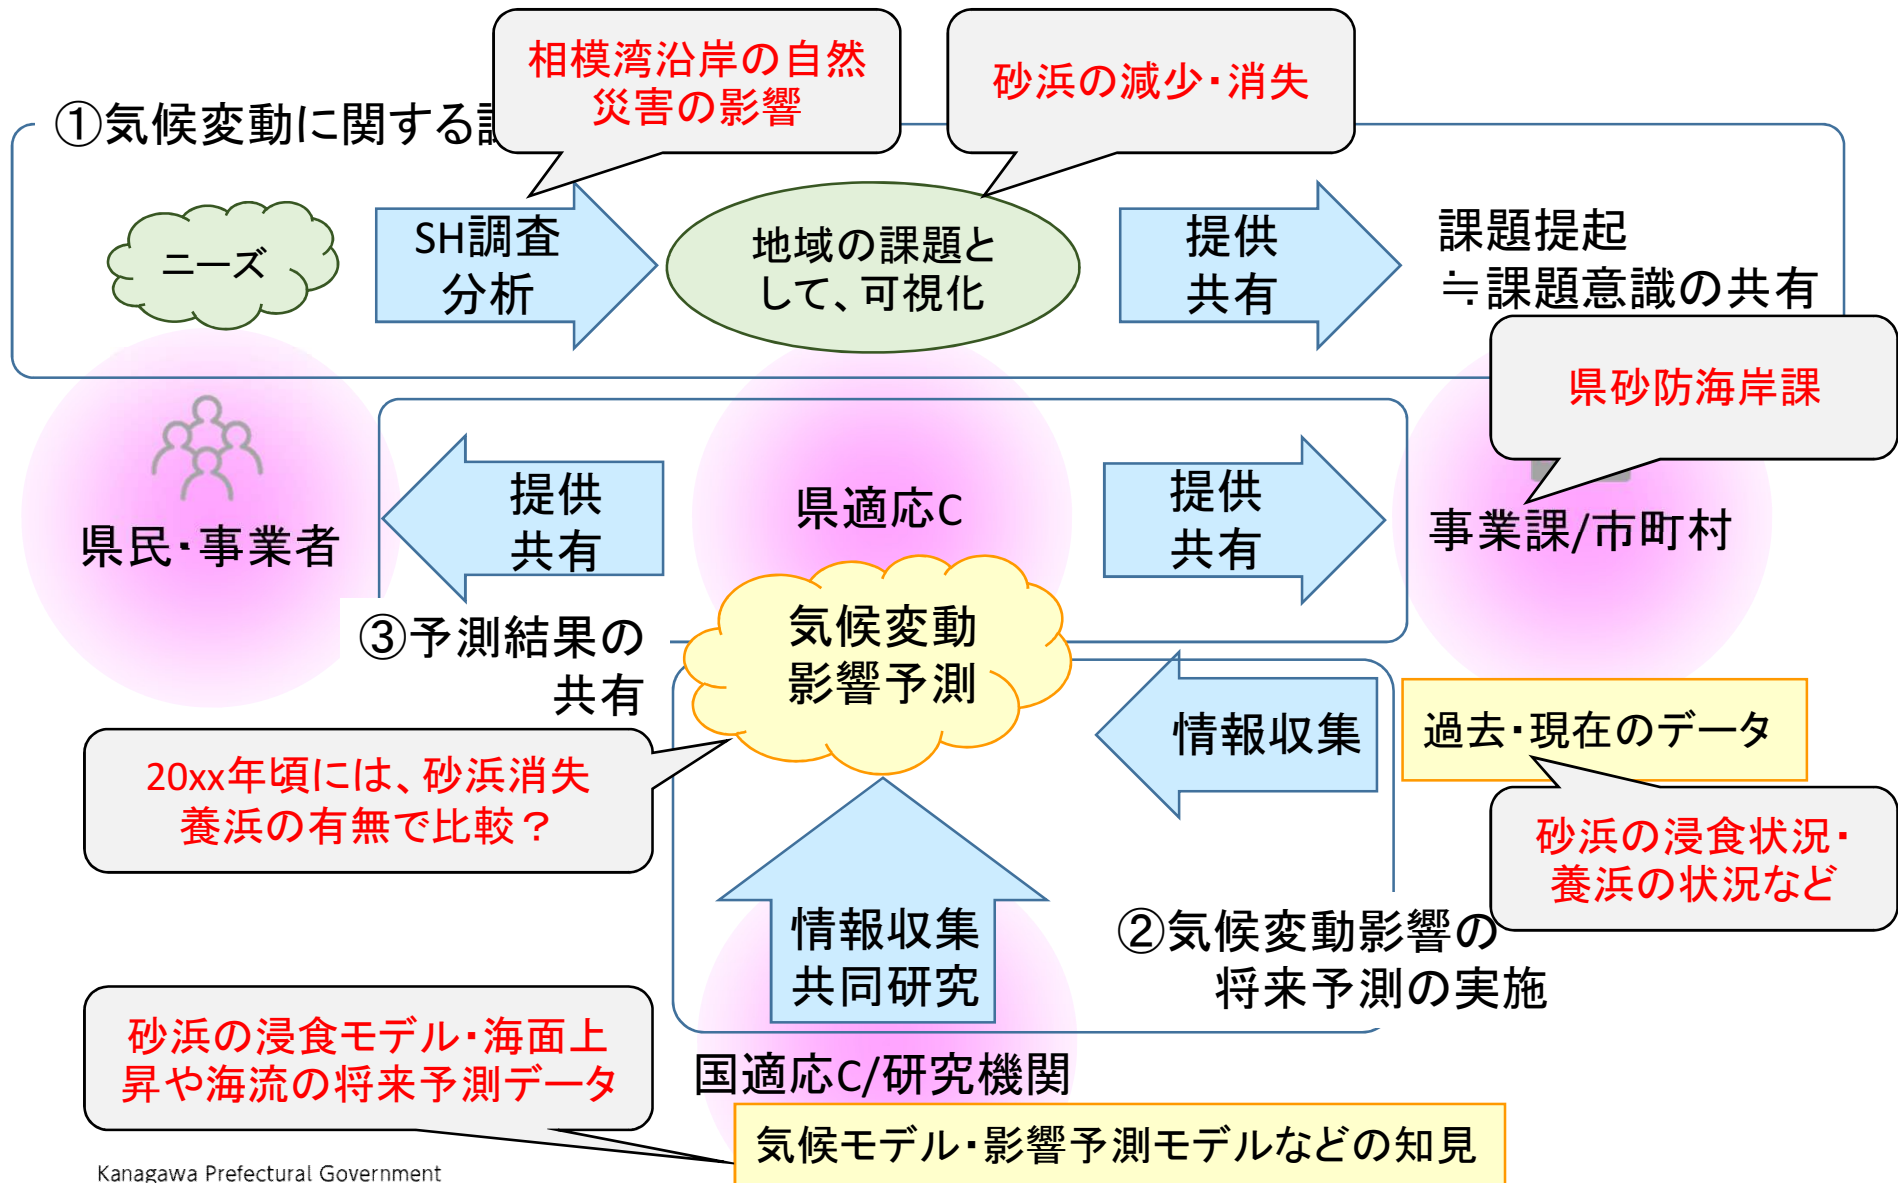 相模湾沿岸の自然
災害の影響
砂浜の減少・消失
①気候変動に関する
ニーズ
SH調査
分析
地域の課題と
して、可視化
提供
共有
課題提起
≒課題意識の共有
県砂防海岸課
県民・事業者
提供
共有
県適応C
提供
共有
事業課/市町村
③予測結果の
共有
気候変動
影響予測
情報収集
過去・現在のデータ
20xx年頃には、砂浜消失
養浜の有無で比較？
砂浜の浸食状況・
養浜の状況など
情報収集
共同研究
②気候変動影響の
将来予測の実施
砂浜の浸食モデル・海面上
昇や海流の将来予測データ
国適応C/研究機関
気候モデル・影響予測モデルなどの知見
Kanagawa Prefectural Government